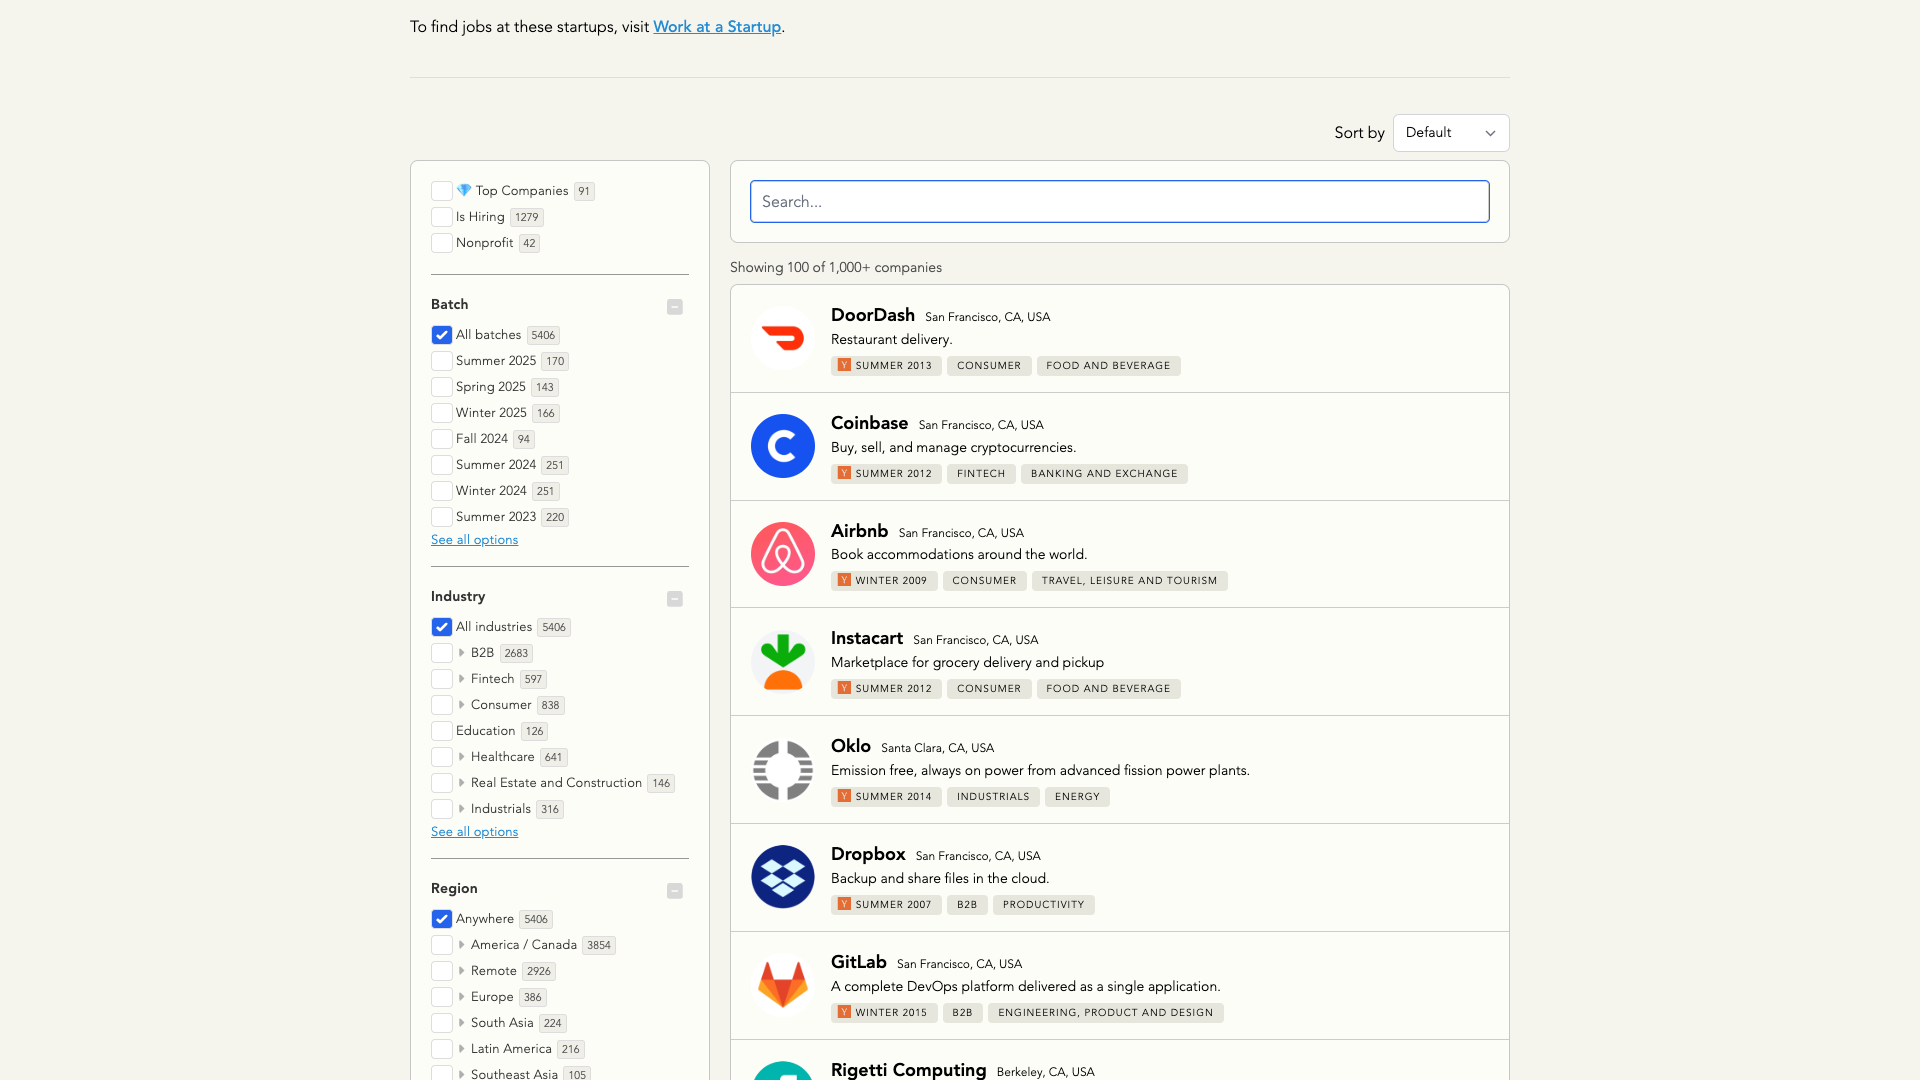 To find jobs at these startups, visit Work at a Startup.
Sort by Default
Top Companies 91
Is Hiring 1279
Nonprofit 42
Batch
All batches 5406
Summer 2025 170
Spring 2025 143
Winter 2025 166
Fall 2024 94
Summer 2024 251
Winter 2024 251
Summer 2023 220
See all options
Industry
All industries 5406
B2B 2683
Fintech 597
Consumer 838
Education 126
Healthcare 641
Real Estate and Construction 146
Industrials 316
See all options
Region
Anywhere 5406
America / Canada 3854
Remote 2926
Europe 386
South Asia 224
Latin America 216
Southeast Asia 105
Search...
Showing 100 of 1,000+ companies
DoorDash San Francisco, CA, USA
Restaurant delivery.
Y SUMMER 2013 CONSUMER FOOD AND BEVERAGE
Coinbase San Francisco, CA, USA
Buy, sell, and manage cryptocurrencies.
Y SUMMER 2012 FINTECH BANKING AND EXCHANGE
Airbnb San Francisco, CA, USA
Book accommodations around the world.
Y WINTER 2009 CONSUMER TRAVEL, LEISURE AND TOURISM
Instacart San Francisco, CA, USA
Marketplace for grocery delivery and pickup
Y SUMMER 2012 CONSUMER FOOD AND BEVERAGE
Oklo Santa Clara, CA, USA
Emission free, always on power from advanced fission power plants.
Y SUMMER 2014 INDUSTRIALS ENERGY
Dropbox San Francisco, CA, USA
Backup and share files in the cloud.
Y SUMMER 2007 B2B PRODUCTIVITY
GitLab San Francisco, CA, USA
A complete DevOps platform delivered as a single application.
Y WINTER 2015 B2B ENGINEERING, PRODUCT AND DESIGN
Rigetti Computing Berkeley, CA, USA